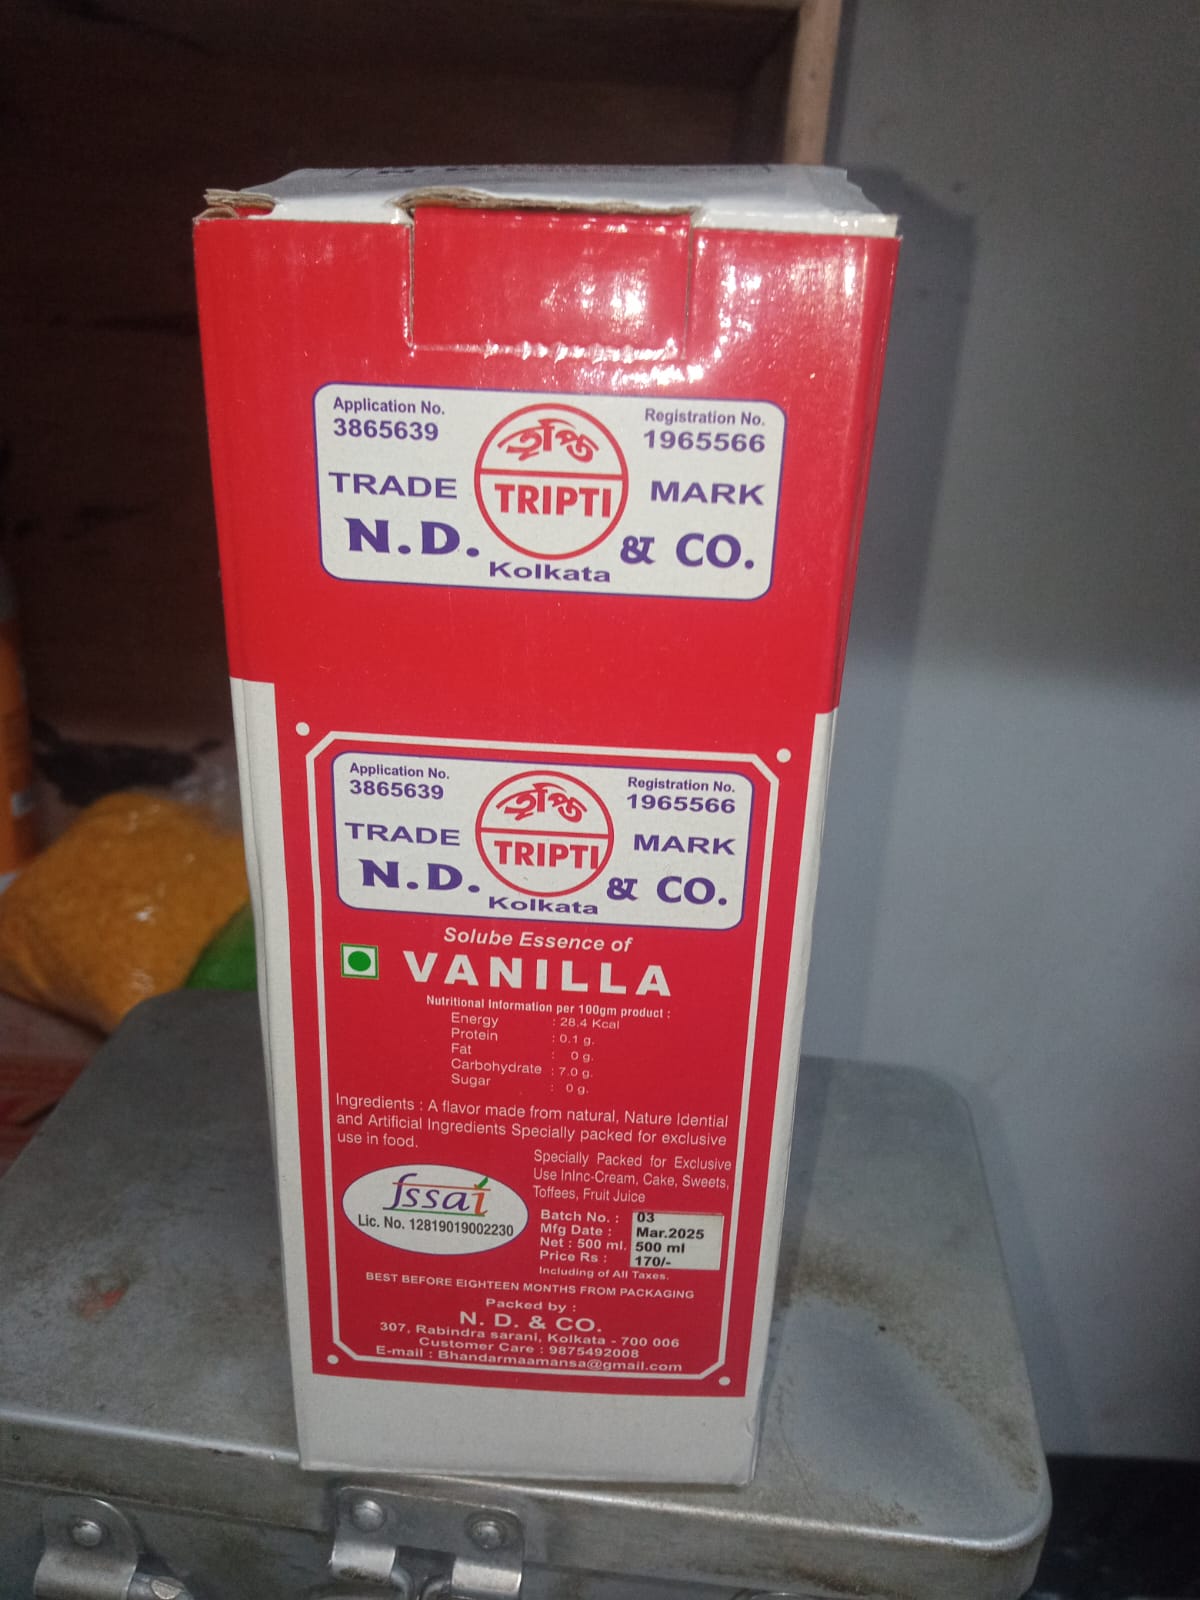 Application No.
3865639
Registration No.
1965566
তৃপ্তি
TRIPTI
TRADE MARK
N.D. & CO.
Kolkata
Application No.
3865639
Registration No.
1965566
তৃপ্তি
TRIPTI
TRADE MARK
N.D. & CO.
Kolkata
Solube Essence of
VANILLA
Nutritional Information per 100gm product :
Energy : 28.4 Kcal
Protein : 0.1 g.
Fat : 0 g.
Carbohydrate : 7.0 g.
Sugar : 0 g.
Ingredients : A flavor made from natural, Nature Idential
and Artificial Ingredients Specially packed for exclusive
use in food.
Specially Packed for Exclusive
Use InInc-Cream, Cake, Sweets,
Toffees, Fruit Juice
fssai
Lic. No. 12819019002230
Batch No. : 03
Mfg Date : Mar.2025
Net : 500 ml. 500 ml
Price Rs : 170/-
Including of All Taxes.
BEST BEFORE EIGHTEEN MONTHS FROM PACKAGING
Packed by :
N. D. & CO.
307, Rabindra sarani, Kolkata - 700 006
Customer Care : 9875492008
E-mail : Bhandarmaamansa@gmail.com